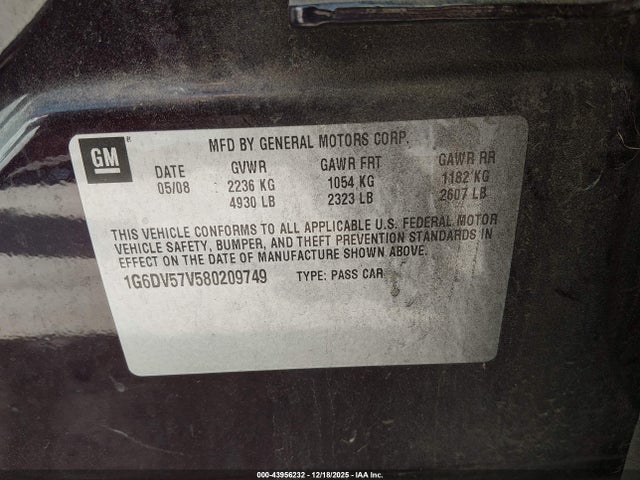 GM
MFD BY GENERAL MOTORS CORP.
DATE GVWR GAWR FRT GAWR RR
05/08 2236 KG 1054 KG 1182 KG
4930 LB 2323 LB 2607 LB
THIS VEHICLE CONFORMS TO ALL APPLICABLE U.S. FEDERAL MOTOR
VEHICLE SAFETY, BUMPER, AND THEFT PREVENTION STANDARDS IN
EFFECT ON THE DATE OF MANUFACTURE SHOWN ABOVE.
1G6DV57V580209749 TYPE: PASS CAR
000-43956232 - 12/18/2025 - IAA Inc.